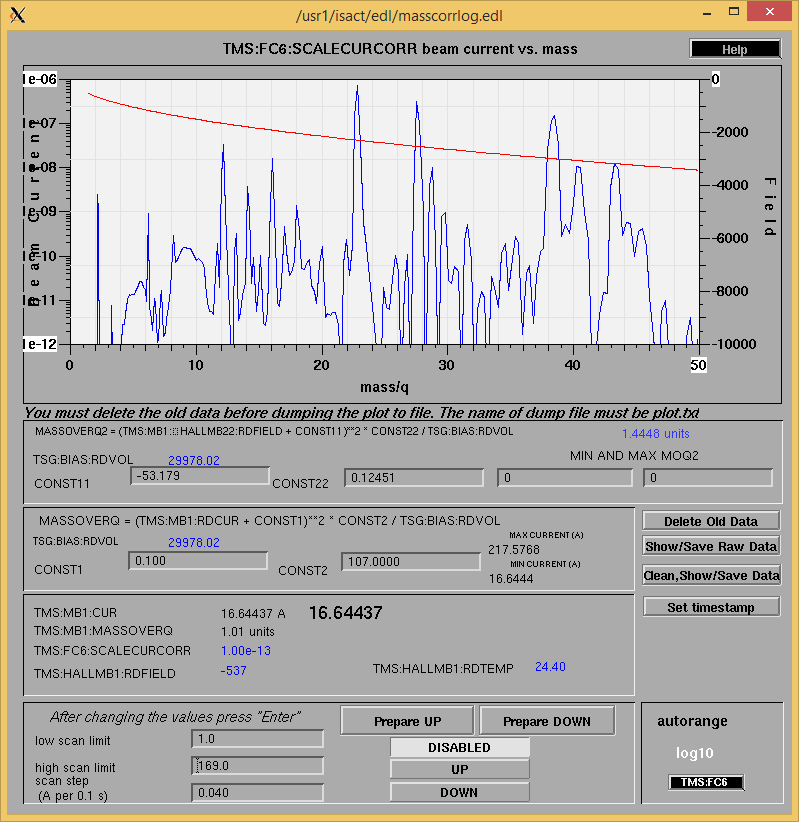 /usr1/isact/edl/masscorrlog.edl
TMS:FC6:SCALECURCORR beam current vs. mass
Help
1e-06
1e-07
1e-08
1e-09
1e-10
1e-11
1e-12
Beam Current
0
-2000
-4000
-6000
-8000
-10000
Field
0 10 20 30 40 50
mass/q
You must delete the old data before dumping the plot to file. The name of dump file must be plot.txt
MASSOVERQ2 = (TMS:MB1: HALLMB22:RDFIELD + CONST11)**2 * CONST22 / TSG:BIAS:RDVOL
1.4448 units
TSG:BIAS:RDVOL 29978.02
MIN AND MAX MOQ2
CONST11 -53.179 CONST22 0.12451 0 0
MASSOVERQ = (TMS:MB1:RDCUR + CONST1)**2 * CONST2 / TSG:BIAS:RDVOL
TSG:BIAS:RDVOL 29978.02
MAX CURRENT (A)
217.5768
CONST1 0.100 CONST2 107.0000
MIN CURRENT (A)
16.6444
Delete Old Data
Show/Save Raw Data
Clean,Show/Save Data
Set timestamp
TMS:MB1:CUR 16.64437 A 16.64437
TMS:MB1:MASSOVERQ 1.01 units
TMS:FC6:SCALECURCORR 1.00e-13
TMS:HALLMB1:RDFIELD -537 TMS:HALLMB1:RDTEMP 24.40
After changing the values press "Enter"
low scan limit 1.0
high scan limit 169.0
scan step
(A per 0.1 s) 0.040
Prepare UP Prepare DOWN
DISABLED
UP
DOWN
autorange
log10
TMS:FC6